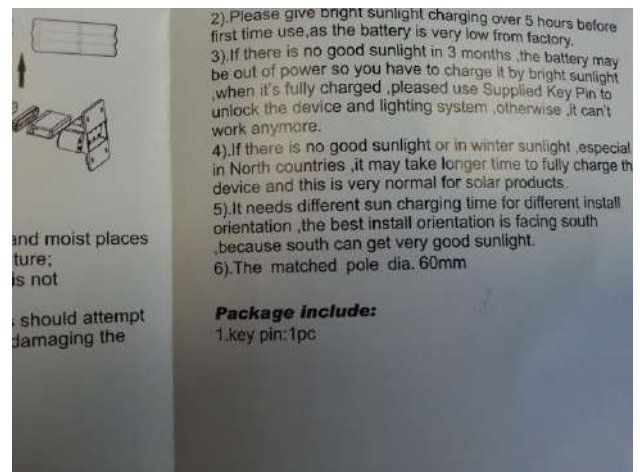 2).Please give bright sunlight charging over 5 hours before
first time use,as the battery is very low from factory.
3).If there is no good sunlight in 3 months ,the battery may
be out of power so you have to charge it by bright sunlight
,when it's fully charged ,pleased use Supplied Key Pin to
unlock the device and lighting system ,otherwise ,it can't
work anymore.
4).If there is no good sunlight or in winter sunlight ,especial
in North countries ,it may take longer time to fully charge th
device and this is very normal for solar products.
5).It needs different sun charging time for different install
orientation ,the best install orientation is facing south
,because south can get very good sunlight.
6).The matched pole dia. 60mm
Package include:
1.key pin:1pc
and moist places
ture;
is not
should attempt
damaging the